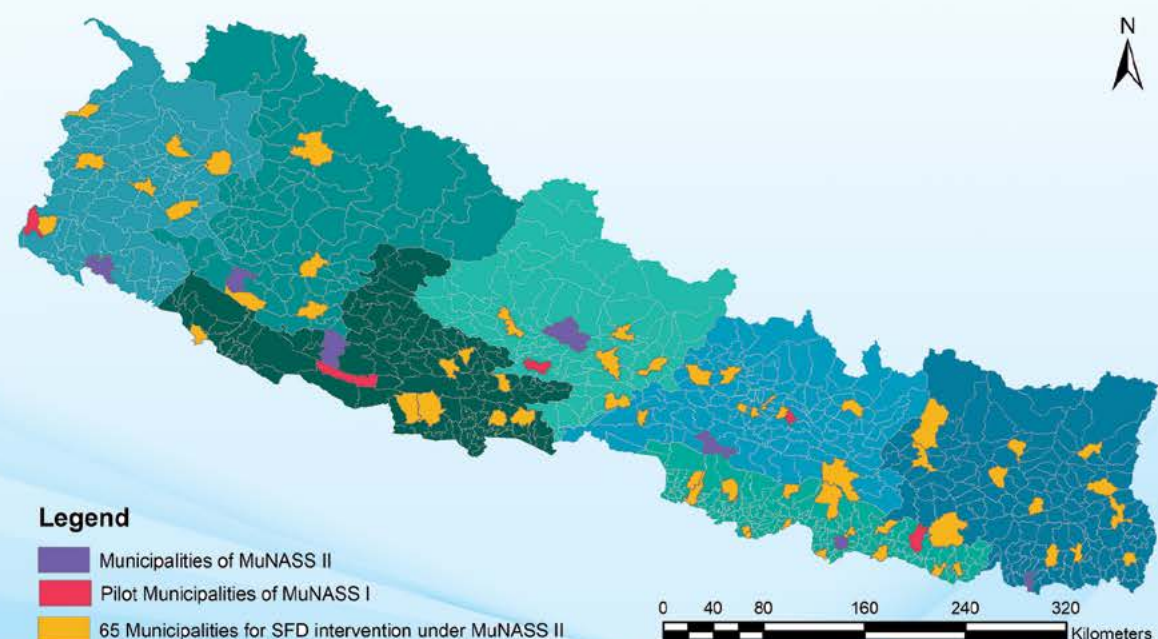 N
Legend
Municipalities of MuNASS II
Pilot Municipalities of MuNASS I
65 Municipalities for SFD intervention under MuNASS II
0 40 80 160 240 320
Kilometers